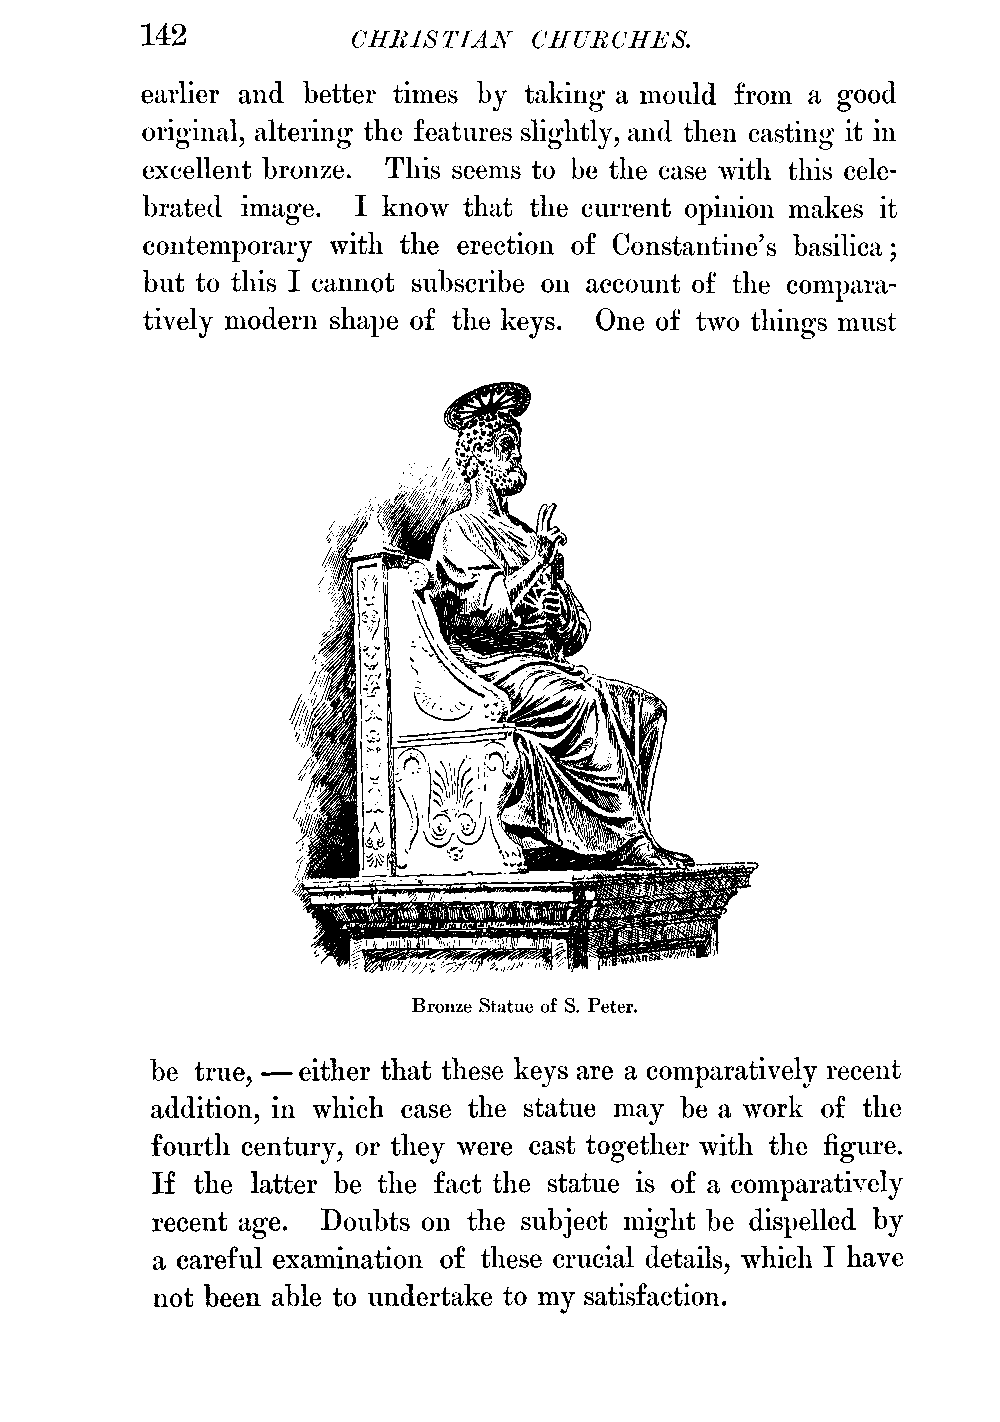 142
CHRISTIAN CHURCHES.
earlier and better times by taking a mould from a good
original, altering the features slightly, and then casting it in
excellent bronze. This seems to be the case with this cele-
brated image. I know that the current opinion makes it
contemporary with the erection of Constantine's basilica;
but to this I cannot subscribe on account of the compara-
tively modern shape of the keys. One of two things must
H. E. WARREN
Bronze Statue of S. Peter.
be true, — either that these keys are a comparatively recent
addition, in which case the statue may be a work of the
fourth century, or they were cast together with the figure.
If the latter be the fact the statue is of a comparatively
recent age. Doubts on the subject might be dispelled by
a careful examination of these crucial details, which I have
not been able to undertake to my satisfaction.